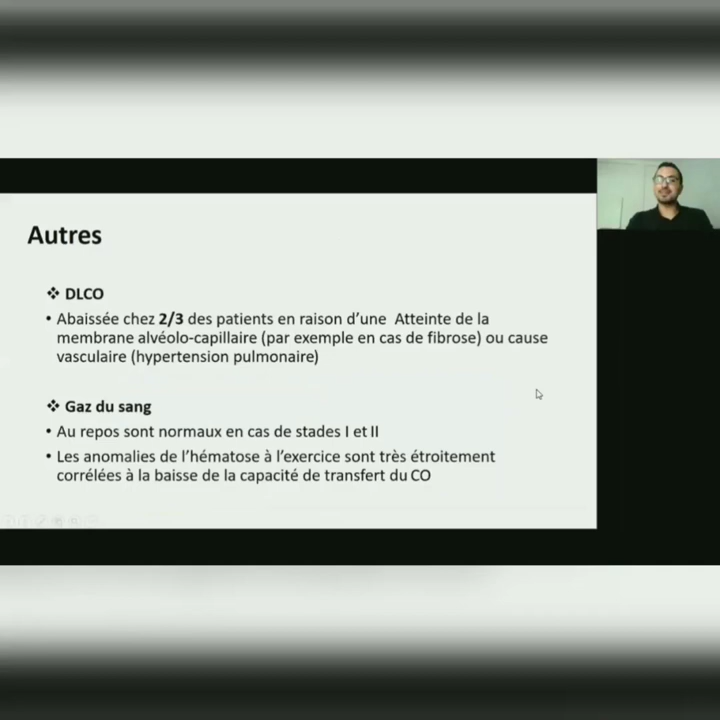 Autres
❖ DLCO
• Abaissée chez 2/3 des patients en raison d’une Atteinte de la
membrane alvéolo-capillaire (par exemple en cas de fibrose) ou cause
vasculaire (hypertension pulmonaire)
❖ Gaz du sang
• Au repos sont normaux en cas de stades I et II
• Les anomalies de l’hématose à l’exercice sont très étroitement
corrélées à la baisse de la capacité de transfert du CO